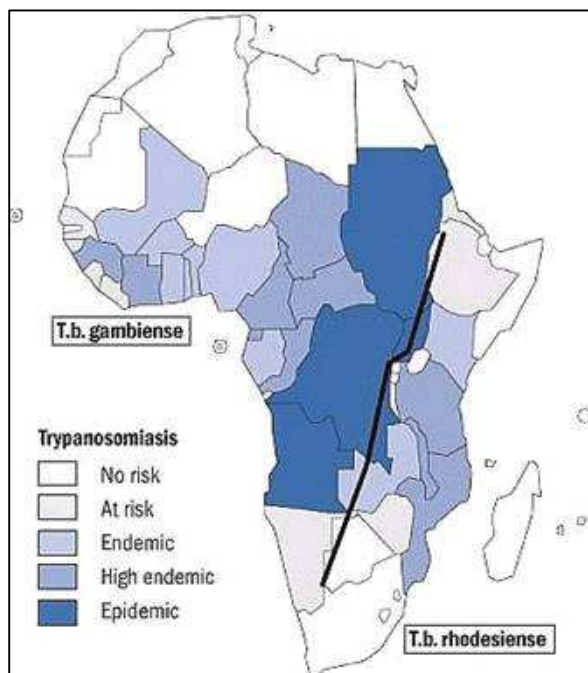 T.b. gambiense
Trypanosomiasis
No risk
At risk
Endemic
High endemic
Epidemic
T.b. rhodesiense